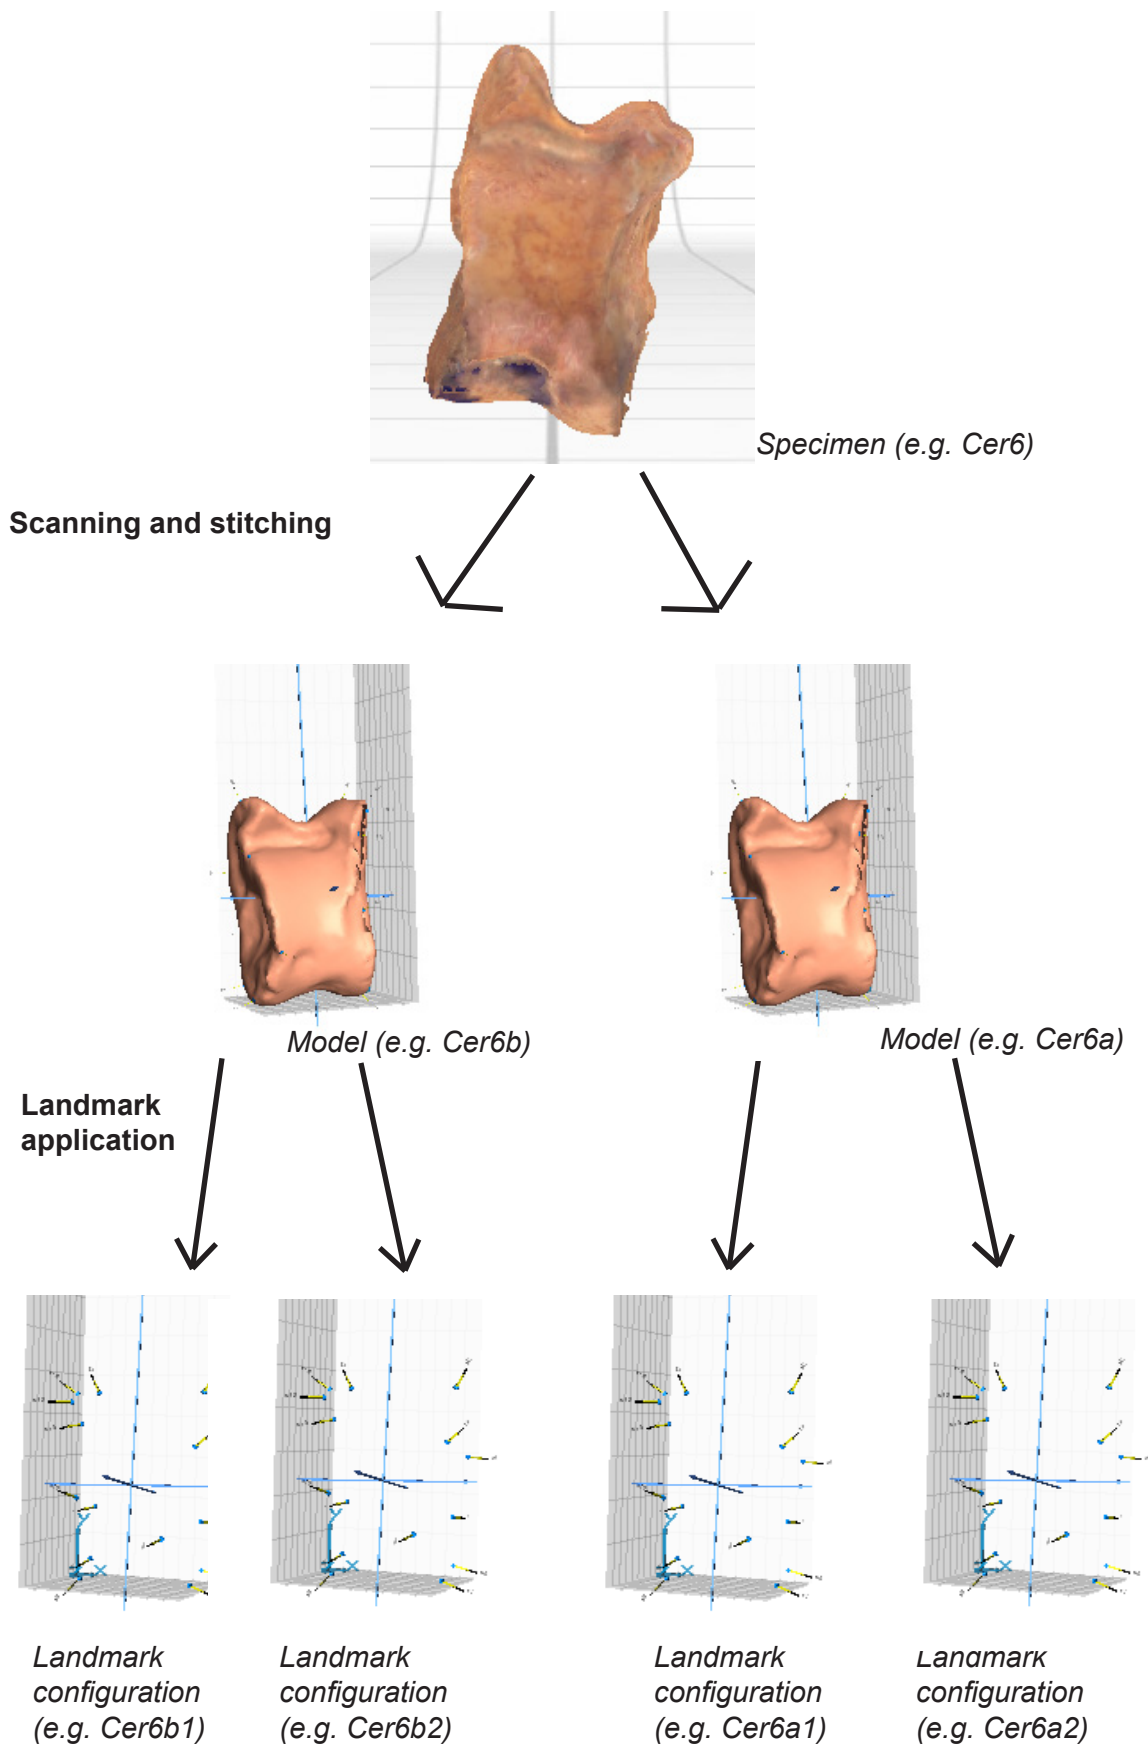 Specimen (e.g. Cer6)
Scanning and stitching
Model (e.g. Cer6b)
Model (e.g. Cer6a)
Landmark
application
Y
X
Y
X
Y
X
Y
X
Landmark
configuration
(e.g. Cer6b1)
Landmark
configuration
(e.g. Cer6b2)
Landmark
configuration
(e.g. Cer6a1)
Landmark
configuration
(e.g. Cer6a2)